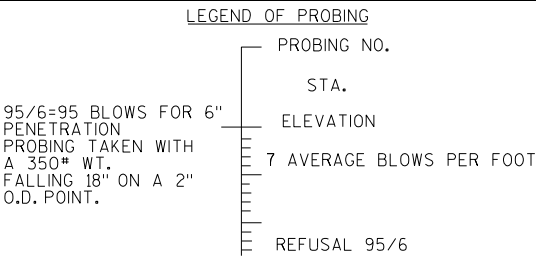 LEGEND OF PROBING
PROBING NO.
STA.
ELEVATION
95/6=95 BLOWS FOR 6"
PENETRATION
PROBING TAKEN WITH
A 350# WT.
FALLING 18" ON A 2"
O.D. POINT.
7 AVERAGE BLOWS PER FOOT
REFUSAL 95/6